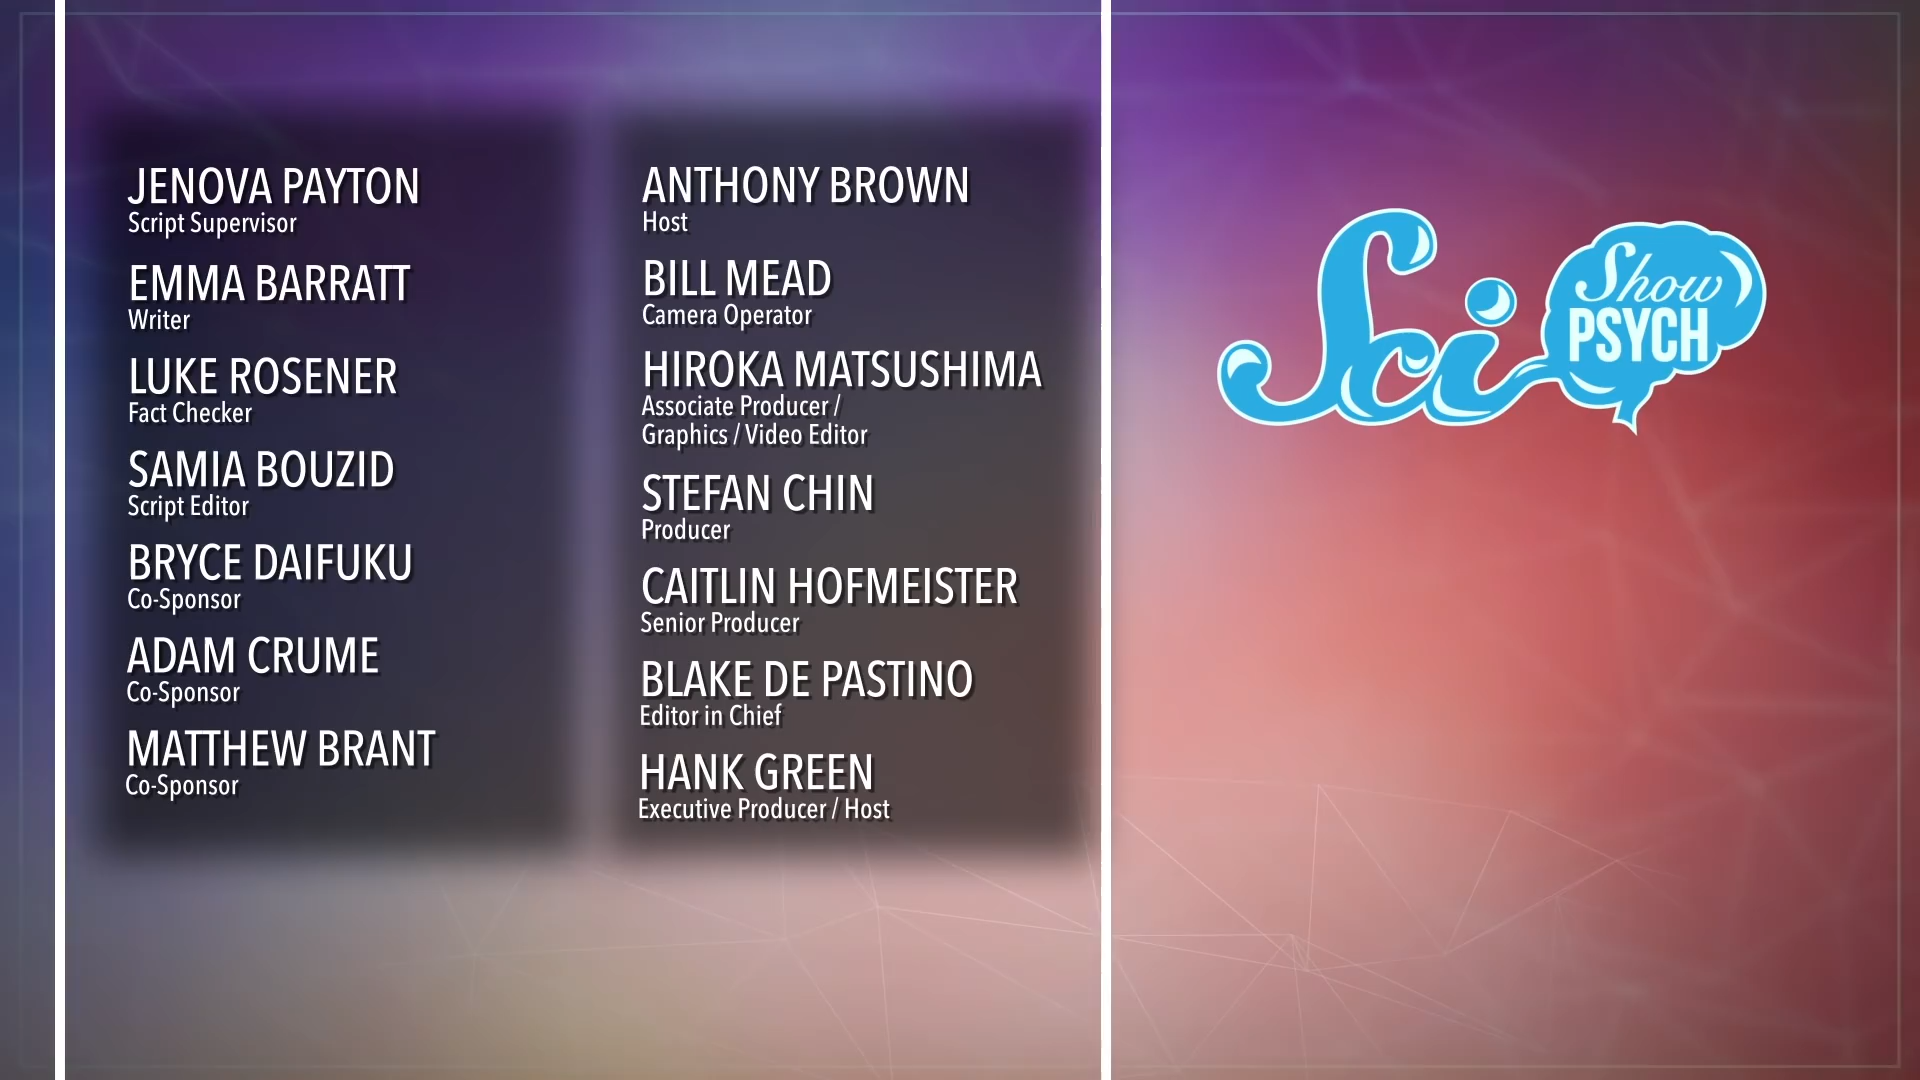 JENOVA PAYTON
Script Supervisor
EMMA BARRATT
Writer
LUKE ROSENER
Fact Checker
SAMIA BOUZID
Script Editor
BRYCE DAIFUKU
Co-Sponsor
ADAM CRUME
Co-Sponsor
MATTHEW BRANT
Co-Sponsor
ANTHONY BROWN
Host
BILL MEAD
Camera Operator
HIROKA MATSUSHIMA
Associate Producer /
Graphics / Video Editor
STEFAN CHIN
Producer
CAITLIN HOFMEISTER
Senior Producer
BLAKE DE PASTINO
Editor in Chief
HANK GREEN
Executive Producer / Host
Sci Show
PSYCH